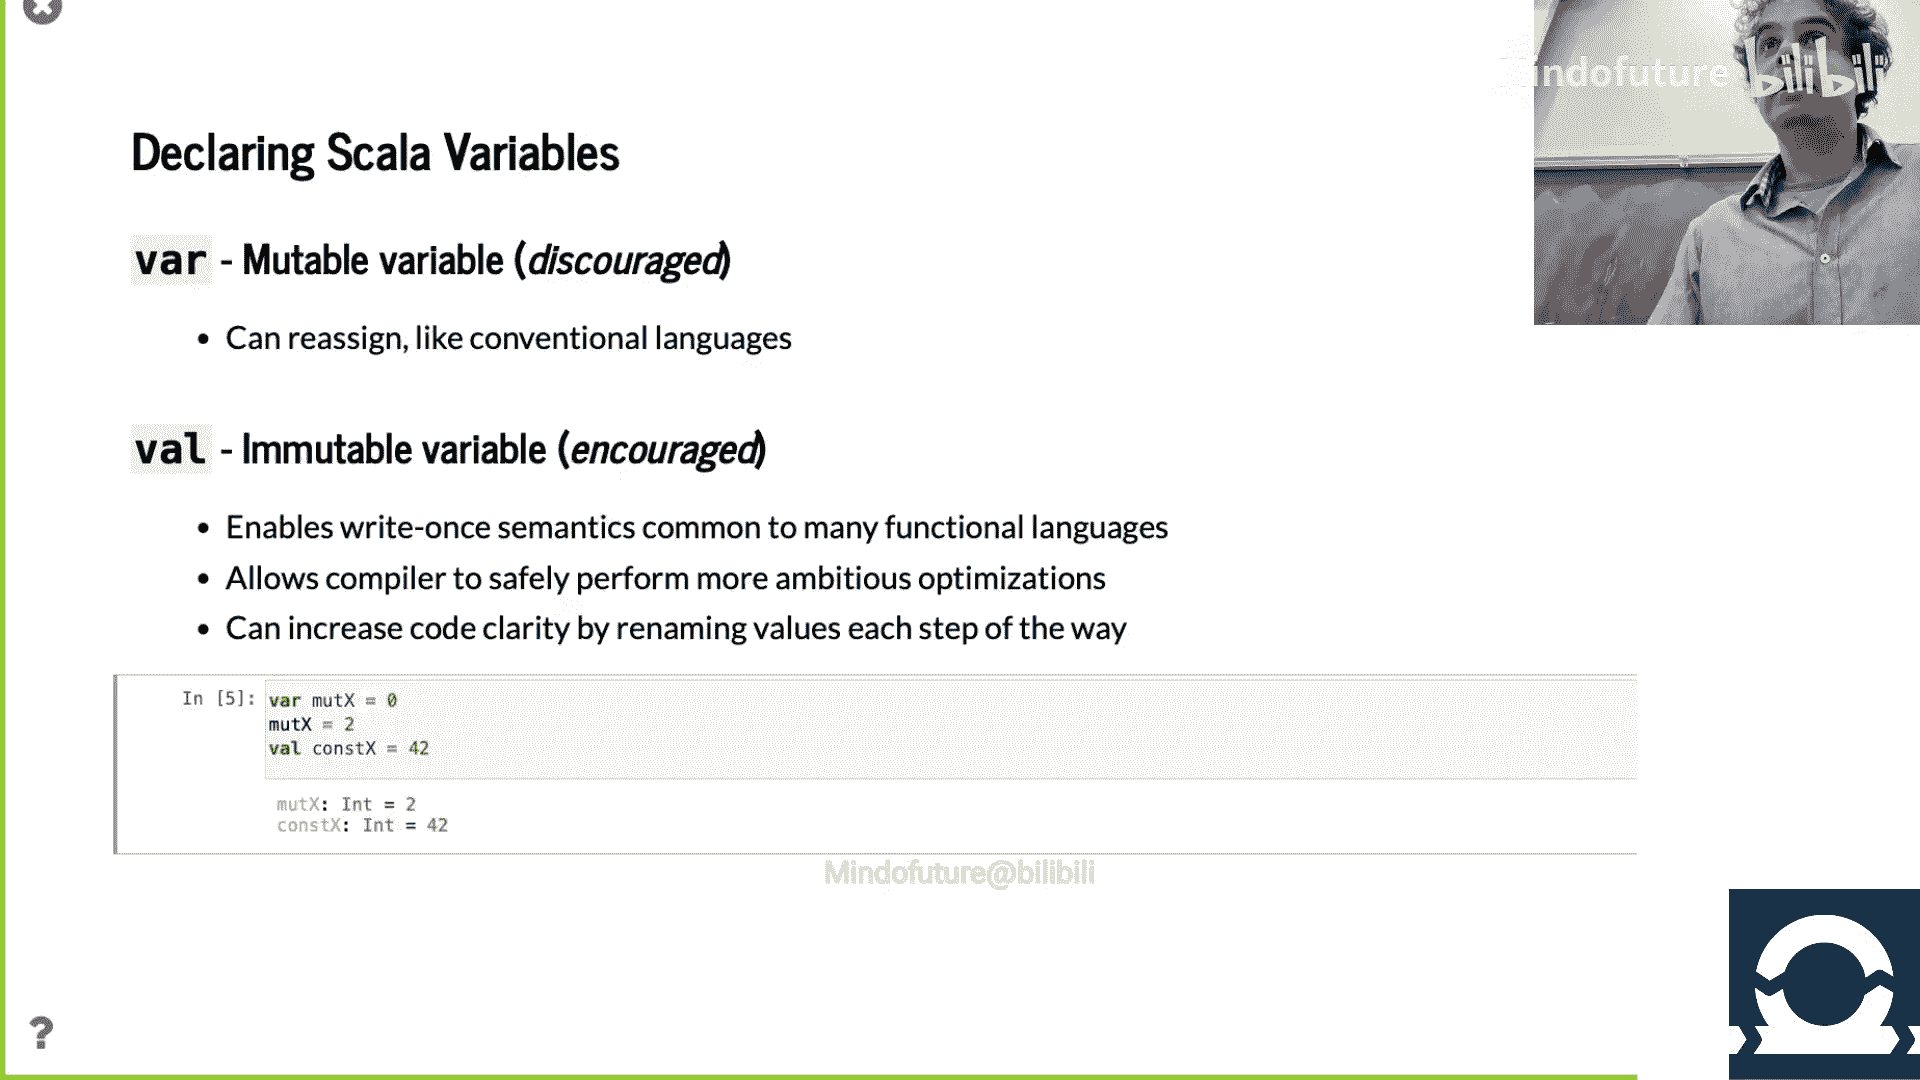 indofuture bilibili
Declaring Scala Variables
var - Mutable variable (discouraged)
• Can reassign, like conventional languages
val - Immutable variable (encouraged)
• Enables write-once semantics common to many functional languages
• Allows compiler to safely perform more ambitious optimizations
• Can increase code clarity by renaming values each step of the way
In [5]: var mutX = 0
mutX = 2
val constX = 42
mutX: Int = 2
constX: Int = 42
Mindofuture@bilibili
?